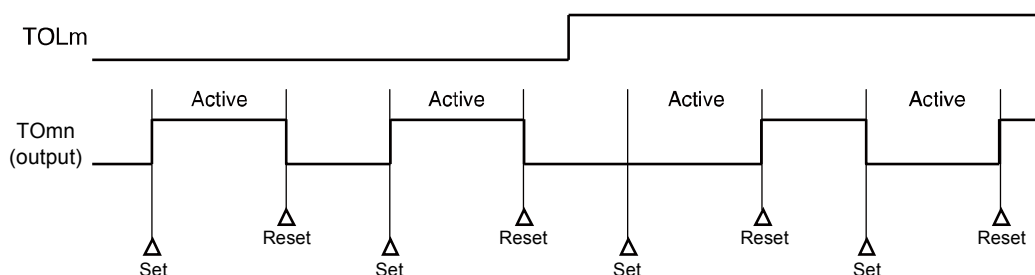 TOLm
Active Active Active Active
TOmn
(output)
Reset Reset Reset Reset
Set Set Set Set